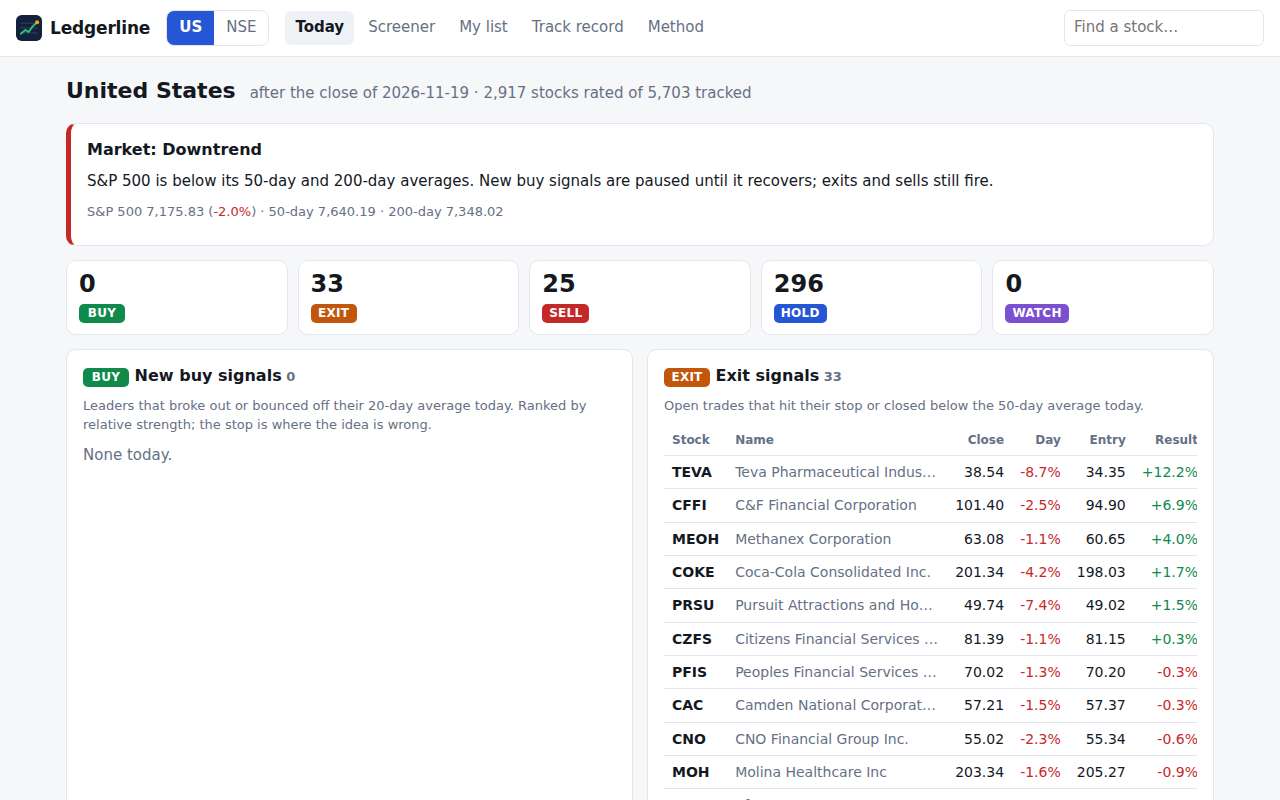 Ledgerline US NSE Today Screener My list Track record Method Find a stock...
United States after the close of 2026-11-19 · 2,917 stocks rated of 5,703 tracked
Market: Downtrend
S&P 500 is below its 50-day and 200-day averages. New buy signals are paused until it recovers; exits and sells still fire.
S&P 500 7,175.83 (-2.0%) · 50-day 7,640.19 · 200-day 7,348.02
0 33 25 296 0
BUY EXIT SELL HOLD WATCH
BUY New buy signals 0
Leaders that broke out or bounced off their 20-day average today. Ranked by
relative strength; the stop is where the idea is wrong.
None today.
EXIT Exit signals 33
Open trades that hit their stop or closed below the 50-day average today.
Stock Name Close Day Entry Result
TEVA Teva Pharmaceutical Indus… 38.54 -8.7% 34.35 +12.2%
CFFI C&F Financial Corporation 101.40 -2.5% 94.90 +6.9%
MEOH Methanex Corporation 63.08 -1.1% 60.65 +4.0%
COKE Coca-Cola Consolidated Inc. 201.34 -4.2% 198.03 +1.7%
PRSU Pursuit Attractions and Ho… 49.74 -7.4% 49.02 +1.5%
CZFS Citizens Financial Services … 81.39 -1.1% 81.15 +0.3%
PFIS Peoples Financial Services … 70.02 -1.3% 70.20 -0.3%
CAC Camden National Corporat… 57.21 -1.5% 57.37 -0.3%
CNO CNO Financial Group Inc. 55.02 -2.3% 55.34 -0.6%
MOH Molina Healthcare Inc 203.34 -1.6% 205.27 -0.9%